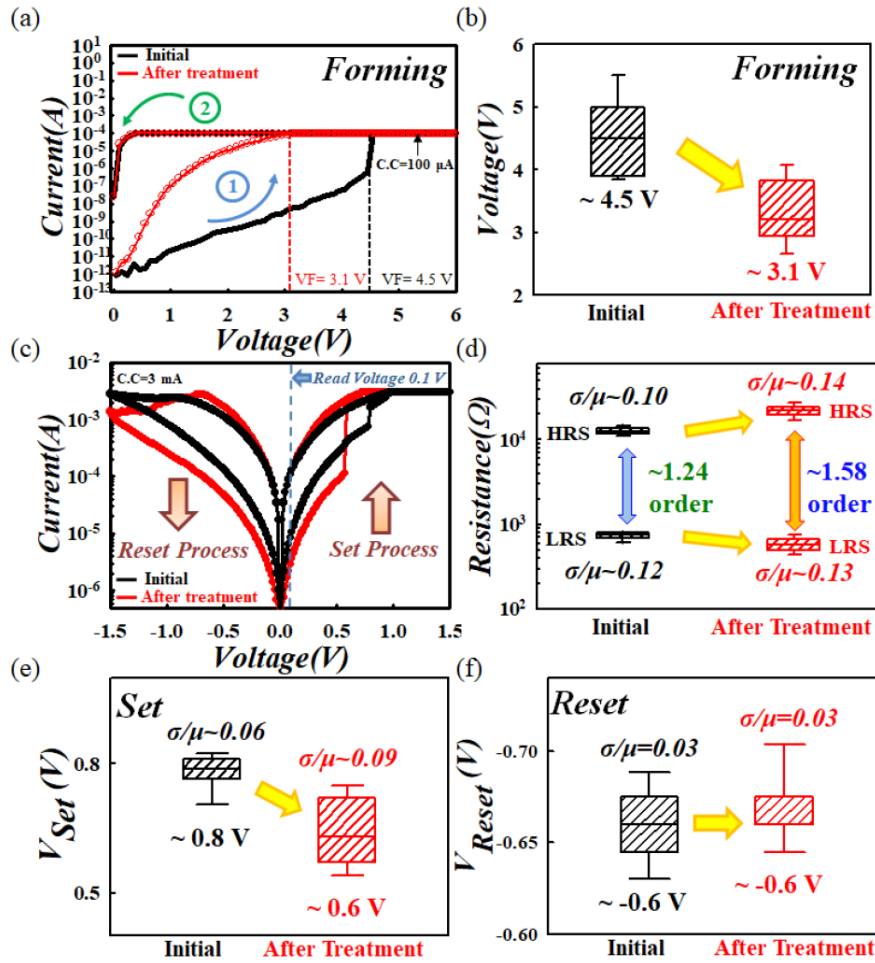 (a)
Initial
After treatment
Forming
2
1
C.C=100 μA
VF= 3.1 V
VF= 4.5 V
10¹
10⁰
10⁻¹
10⁻²
10⁻³
10⁻⁴
10⁻⁵
10⁻⁶
10⁻⁷
10⁻⁸
10⁻⁹
10⁻¹⁰
10⁻¹¹
10⁻¹²
10⁻¹³
Current(A)
0 1 2 3 4 5 6
Voltage(V)
(b)
Forming
6
5
4
3
2
Voltage(V)
~ 4.5 V
~ 3.1 V
Initial After Treatment
(c)
C.C=3 mA
Read Voltage 0.1 V
10⁻²
10⁻³
10⁻⁴
10⁻⁵
10⁻⁶
Current(A)
Reset Process
Set Process
Initial
After treatment
-1.5 -1.0 -0.5 0.0 0.5 1.0 1.5
Voltage(V)
(d)
σ/μ~0.10
σ/μ~0.14
HRS
HRS
10⁴
10³
10²
Resistance(Ω)
~1.24
order
~1.58
order
LRS
LRS
σ/μ~0.12
σ/μ~0.13
Initial After Treatment
(e)
Set
σ/μ~0.06
σ/μ~0.09
0.8
0.5
V Set (V)
~ 0.8 V
~ 0.6 V
Initial After Treatment
(f)
Reset
σ/μ=0.03
σ/μ=0.03
-0.70
-0.65
-0.60
V Reset (V)
~ -0.6 V
~ -0.6 V
Initial After Treatment